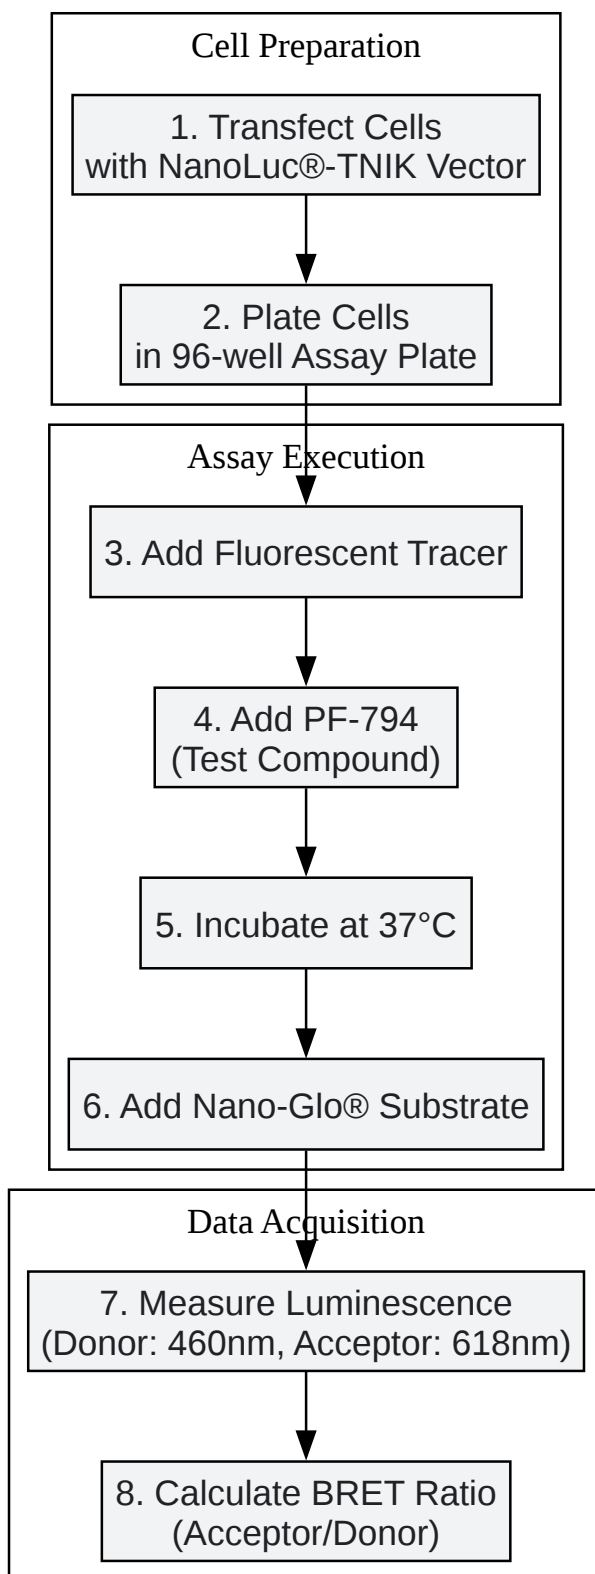 Cell Preparation
1. Transfect Cells
with NanoLuc®-TNIK Vector
2. Plate Cells
in 96-well Assay Plate
Assay Execution
3. Add Fluorescent Tracer
4. Add PF-794
(Test Compound)
5. Incubate at 37°C
6. Add Nano-Glo® Substrate
Data Acquisition
7. Measure Luminescence
(Donor: 460nm, Acceptor: 618nm)
8. Calculate BRET Ratio
(Acceptor/Donor)